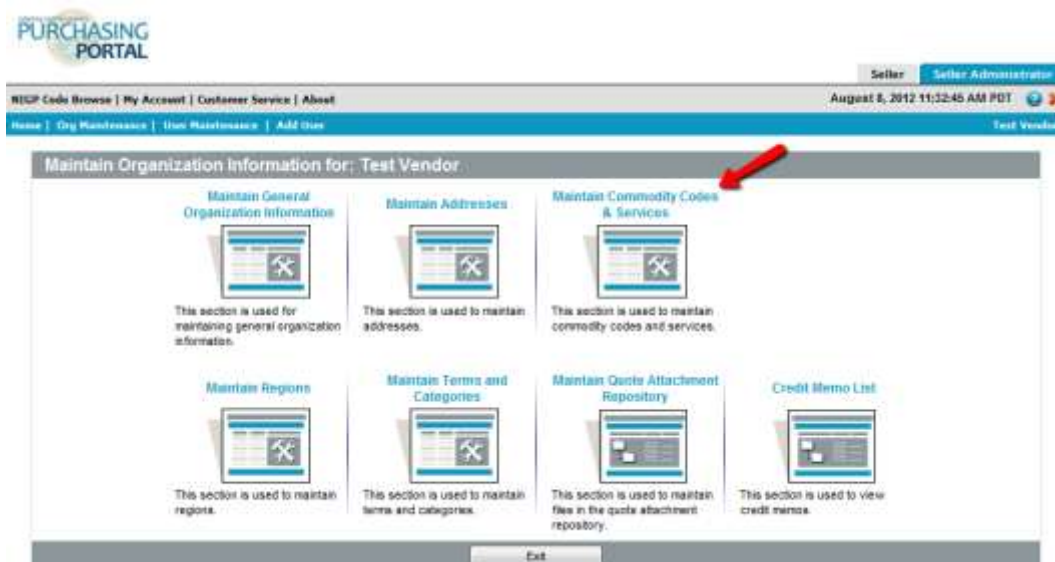 PURCHASING
PORTAL
Seller
Seller Administrator
NIGP Code Browse | My Account | Customer Service | About
August 8, 2012 11:32:45 AM PDT
Home | Org Maintenance | User Maintenance | Add User
Test Vendor
Maintain Organization Information for: Test Vendor
Maintain General
Organization Information
This section is used for
maintaining general organization
information.
Maintain Addresses
This section is used to maintain
addresses.
Maintain Commodity Codes
& Services
This section is used to maintain
commodity codes and services.
Maintain Regions
This section is used to maintain
regions.
Maintain Terms and
Categories
This section is used to maintain
terms and categories.
Maintain Quote Attachment
Repository
This section is used to maintain
files in the quote attachment
repository.
Credit Memo List
This section is used to view
credit memos.
Exit